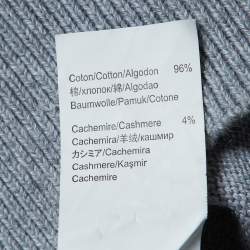 Coton/Cotton/Algodon 96%
棉/хлопок/綿/Algodao
Baumwolle/Pamuk/Cotone
Cachemire/Cashmere 4%
Cachemira/羊绒/кашмир
カシミア/Cachemira
Cashmere/Kaşmir
Cachemire